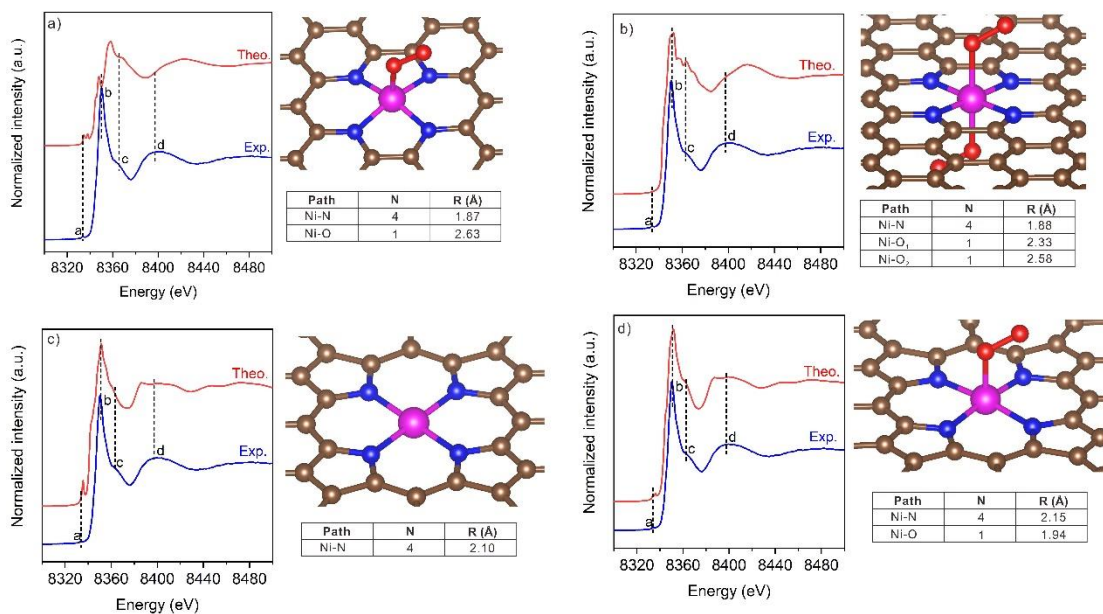 a)
Normalized intensity (a.u.)
Theo.
b
c
d
Exp.
a
8320 8360 8400 8440 8480
Energy (eV)
Path N R (Å)
Ni-N 4 1.87
Ni-O 1 2.63
b)
Normalized intensity (a.u.)
Theo.
b
c
d
Exp.
a
8320 8360 8400 8440 8480
Energy (eV)
Path N R (Å)
Ni-N 4 1.88
Ni-O₁ 1 2.33
Ni-O₂ 1 2.58
c)
Normalized intensity (a.u.)
Theo.
b
c
d
Exp.
a
8320 8360 8400 8440 8480
Energy (eV)
Path N R (Å)
Ni-N 4 2.10
d)
Normalized intensity (a.u.)
Theo.
b
c
d
Exp.
a
8320 8360 8400 8440 8480
Energy (eV)
Path N R (Å)
Ni-N 4 2.15
Ni-O 1 1.94